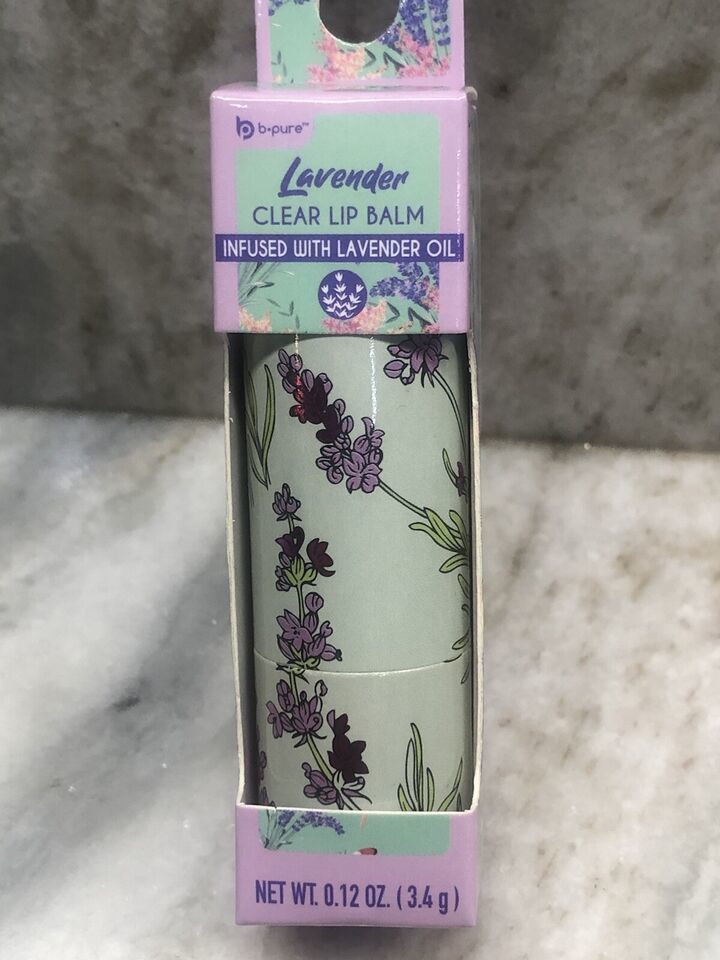 b•pure™
Lavender
CLEAR LIP BALM
INFUSED WITH LAVENDER OIL
NET WT. 0.12 OZ. (3.4 g)